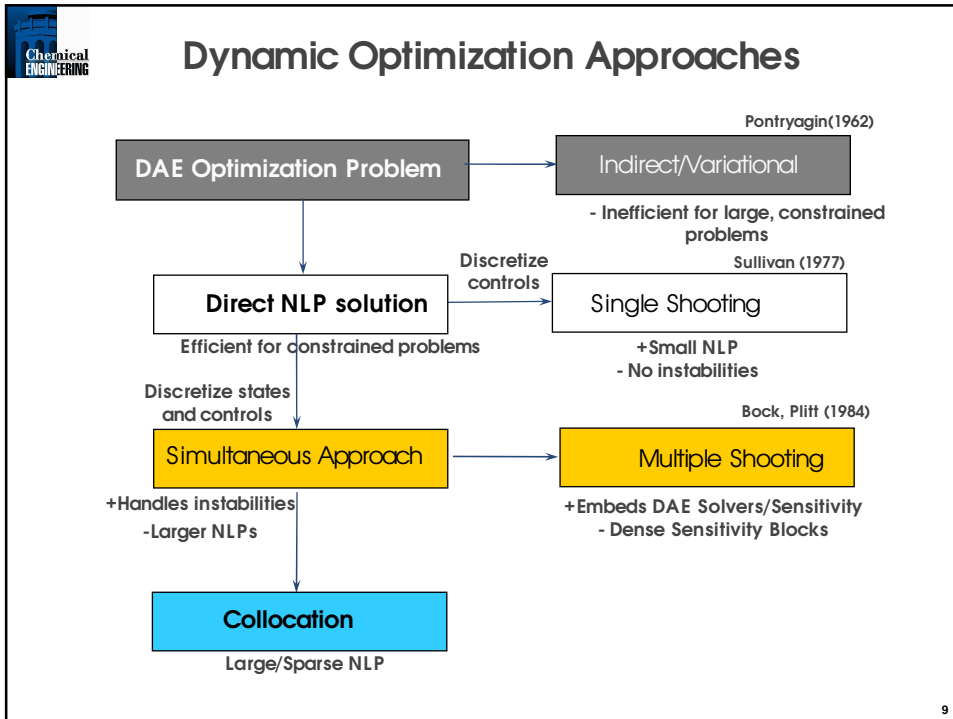 Chemical
ENGINEERING
Dynamic Optimization Approaches
Pontryagin(1962)
DAE Optimization Problem
Indirect/Variational
- Inefficient for large, constrained
problems
Sullivan (1977)
Discretize
controls
Direct NLP solution
Single Shooting
Efficient for constrained problems
+Small NLP
- No instabilities
Discretize states
and controls
Bock, Plitt (1984)
Simultaneous Approach
Multiple Shooting
+Handles instabilities
-Larger NLPs
+Embeds DAE Solvers/Sensitivity
- Dense Sensitivity Blocks
Collocation
Large/Sparse NLP
9